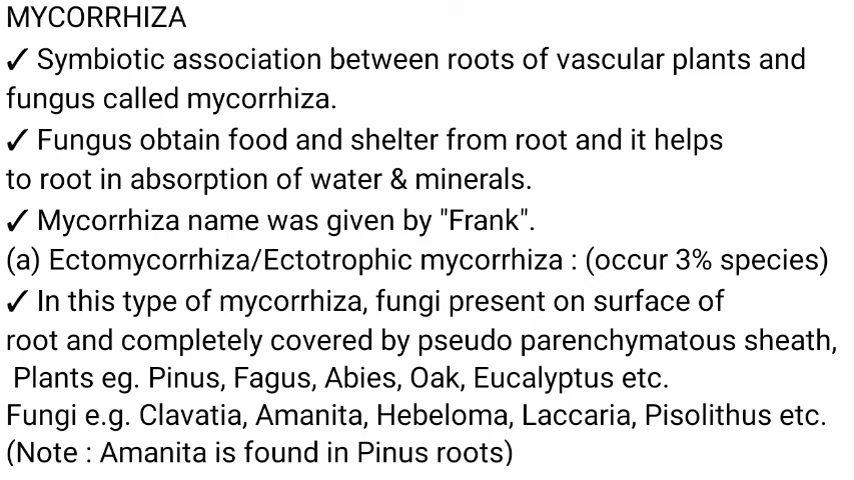 MYCORRHIZA
✓ Symbiotic association between roots of vascular plants and
fungus called mycorrhiza.
✓ Fungus obtain food and shelter from root and it helps
to root in absorption of water & minerals.
✓ Mycorrhiza name was given by "Frank".
(a) Ectomycorrhiza/Ectotrophic mycorrhiza : (occur 3% species)
✓ In this type of mycorrhiza, fungi present on surface of
root and completely covered by pseudo parenchymatous sheath,
Plants eg. Pinus, Fagus, Abies, Oak, Eucalyptus etc.
Fungi e.g. Clavatia, Amanita, Hebeloma, Laccaria, Pisolithus etc.
(Note : Amanita is found in Pinus roots)